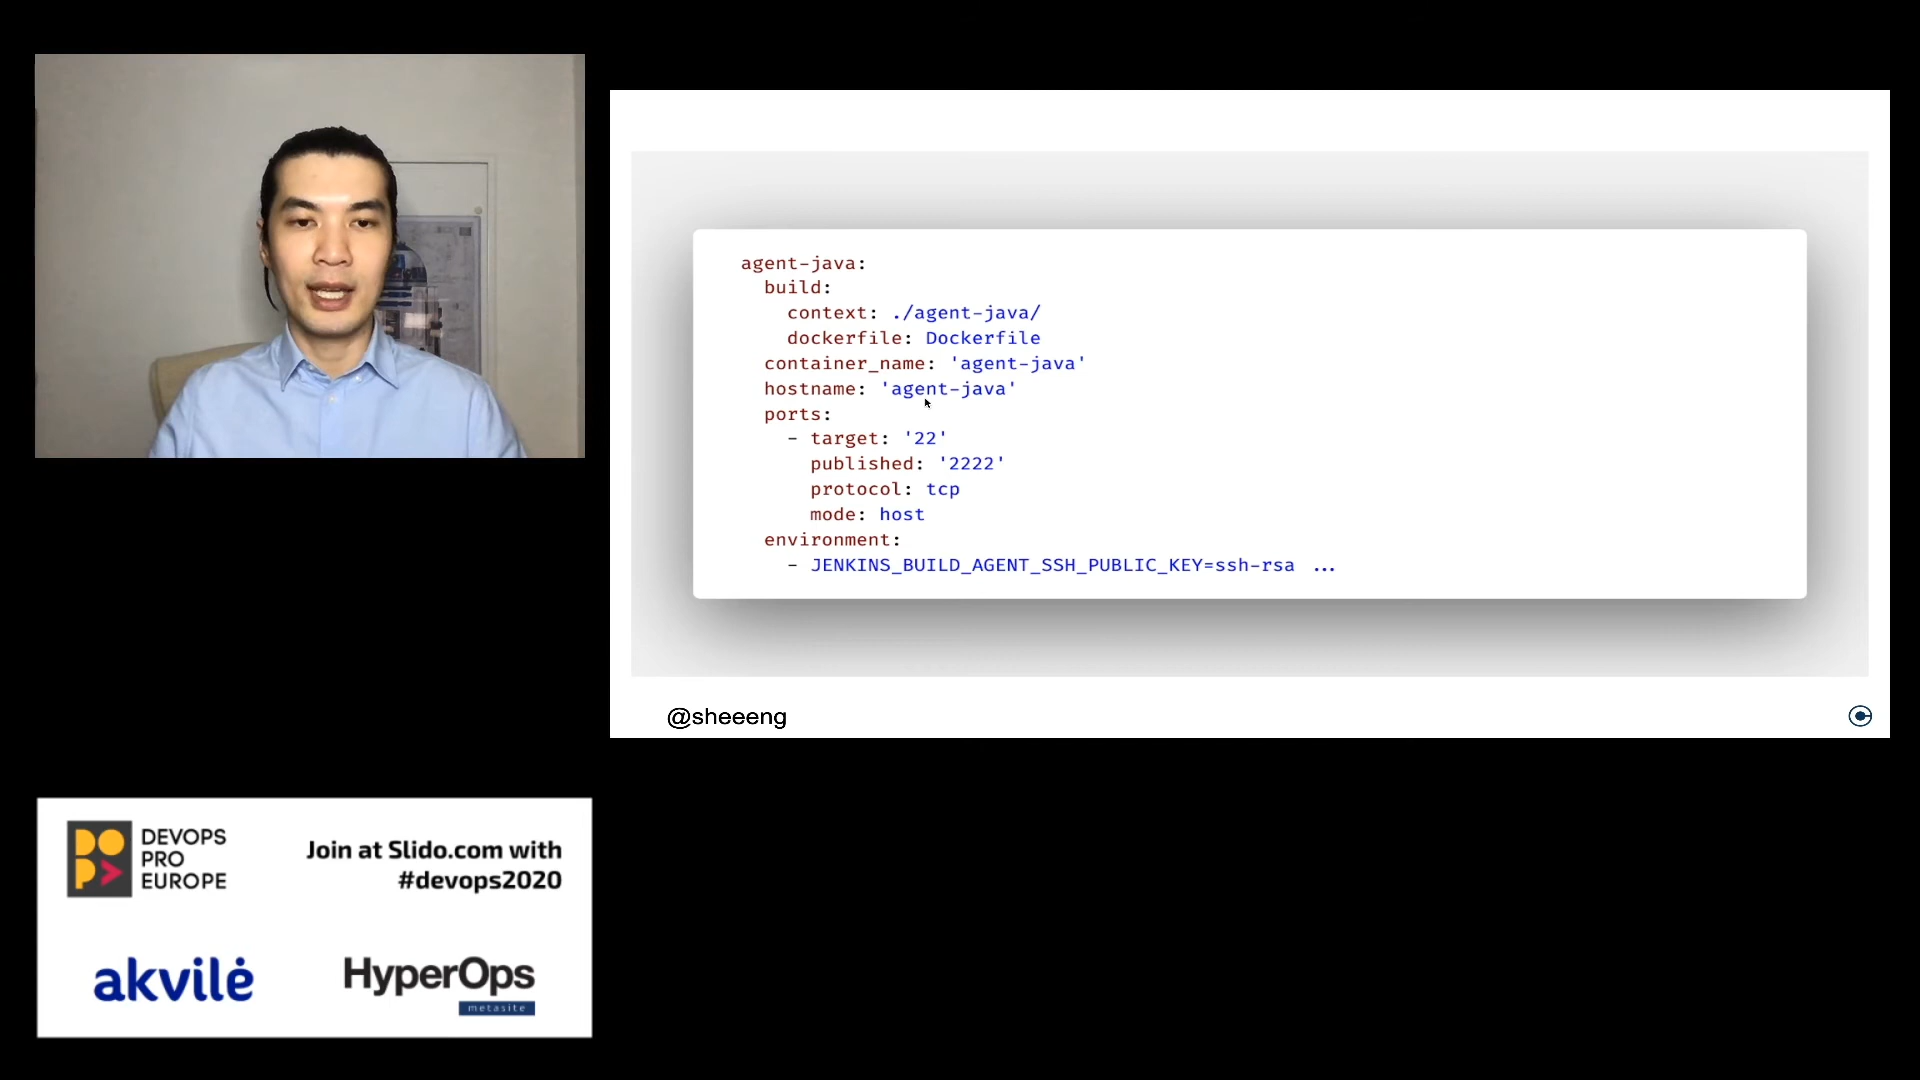 agent-java:
build:
context: ./agent-java/
dockerfile: Dockerfile
container_name: 'agent-java'
hostname: 'agent-java'
ports:
- target: '22'
published: '2222'
protocol: tcp
mode: host
environment:
- JENKINS_BUILD_AGENT_SSH_PUBLIC_KEY=ssh-rsa ...
@sheeeng
DEVOPS
PRO
EUROPE
Join at Slido.com with
#devops2020
akvilė
HyperOps
metasite